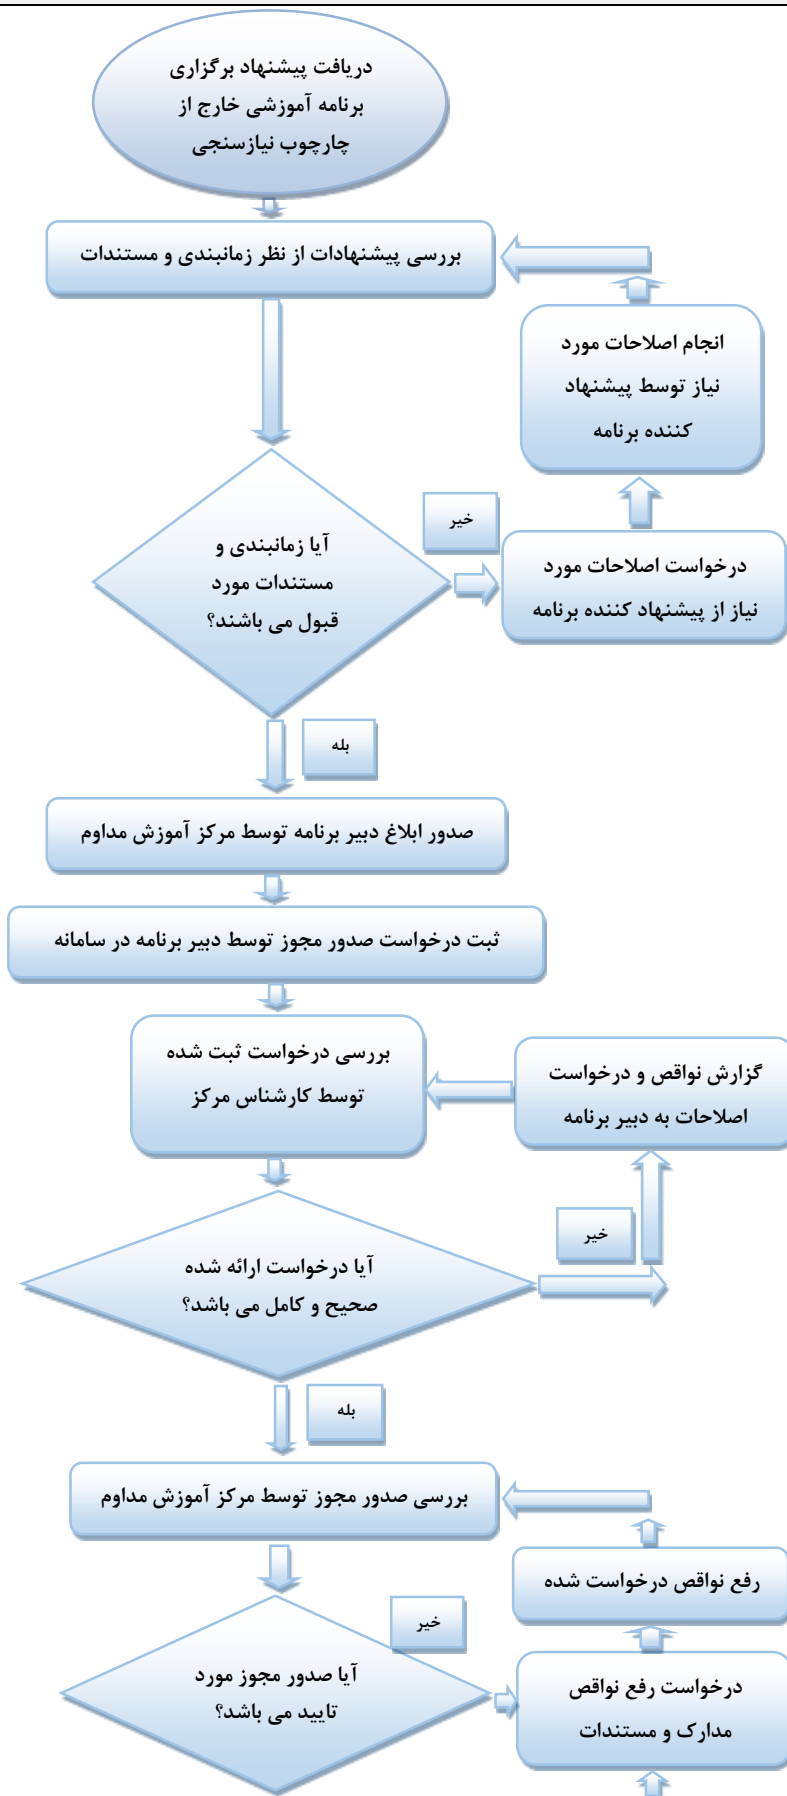 دریافت پیشنهاد برگزاری
برنامه آموزشی خارج از
چارچوب نیازسنجی
بررسی پیشنهادات از نظر زمانبندی و مستندات
انجام اصلاحات مورد
نیاز توسط پیشنهاد
کننده برنامه
خیر
آیا زمانبندی و
مستندات مورد
قبول می باشند؟
درخواست اصلاحات مورد
نیاز از پیشنهاد کننده برنامه
بله
صدور ابلاغ دبیر برنامه توسط مرکز آموزش مداوم
ثبت درخواست صدور مجوز توسط دبیر برنامه در سامانه
بررسی درخواست ثبت شده
توسط کارشناس مرکز
گزارش نواقص و درخواست
اصلاحات به دبیر برنامه
خیر
آیا درخواست ارائه شده
صحیح و کامل می باشد؟
بله
بررسی صدور مجوز توسط مرکز آموزش مداوم
رفع نواقص درخواست شده
خیر
آیا صدور مجوز مورد
تایید می باشد؟
درخواست رفع نواقص
مدارک و مستندات